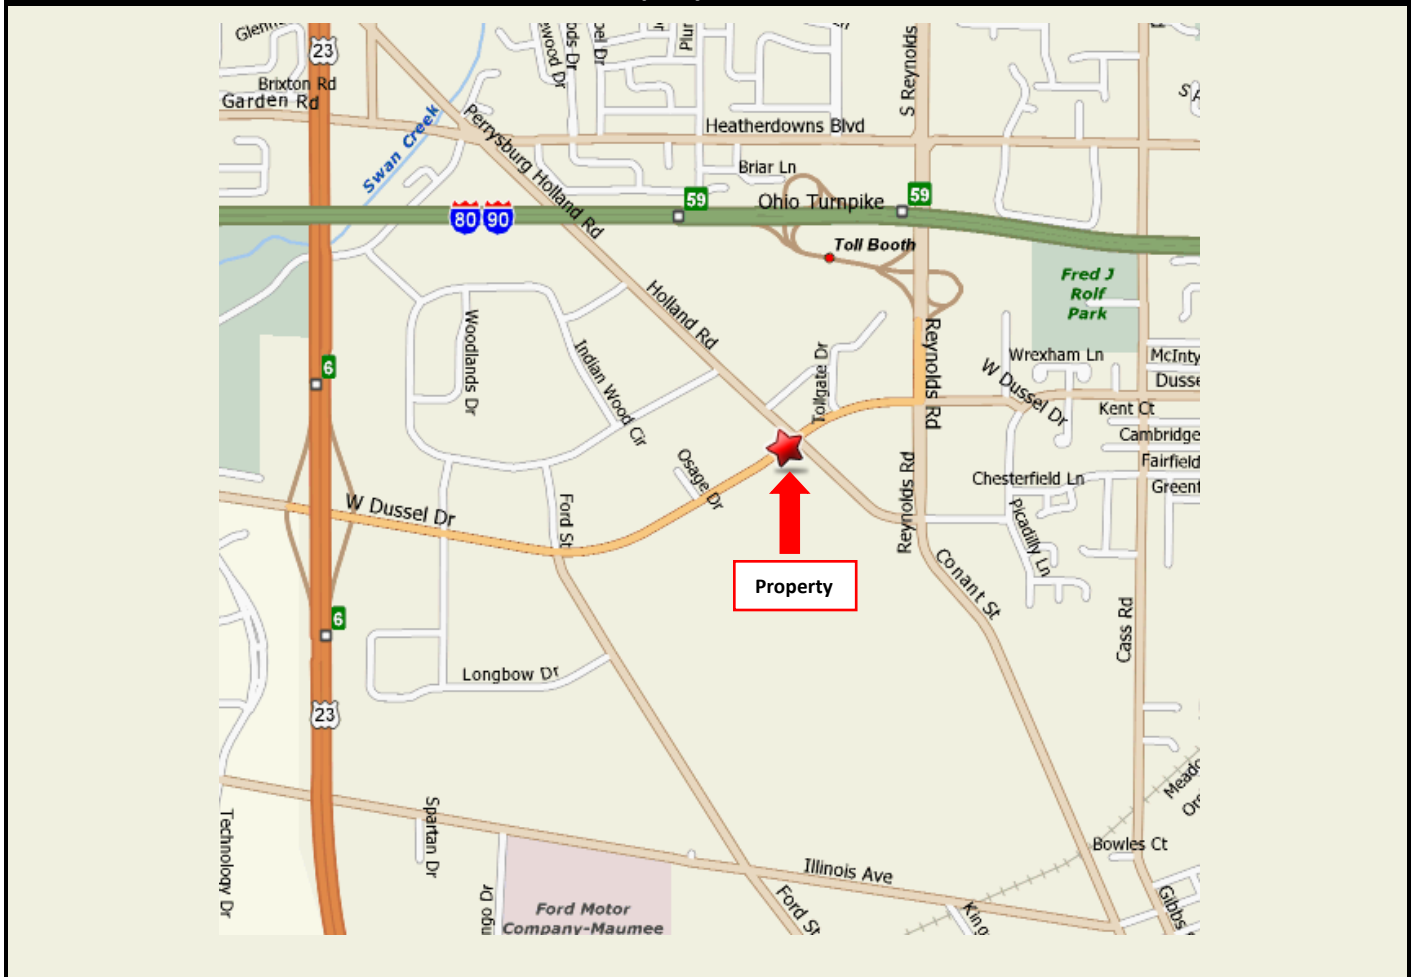 23
S Reynolds
Brixton Rd
Garden Rd
Swan Creek
Perrysburg Holland Rd
Heatherdowns Blvd
Briar Ln
59
Ohio Turnpike
59
80
90
Toll Booth
Fred J
Rolf
Park
Holland Rd
Woodlands Dr
Indian Wood Cir
Tollgate Dr
Reynolds Rd
Wrexham Ln
W Dussel Dr
McInty
Dusse
6
Kent Ct
Cambridge
Fairfield
Greenf
Chesterfield Ln
Osage Dr
W Dussel Dr
Ford St
Reynolds Rd
Picadilly Ln
Conant St
Property
6
Cass Rd
Longbow Dr
23
Technology Dr
Spartan Dr
Illinois Ave
Bowles Ct
Gibbs
Ford Motor
Company-Maumee
ngo Dr
Ford St
King